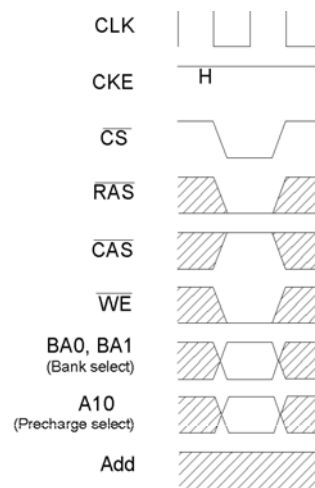 CLK
CKE
H
CS
RAS
CAS
WE
BA0, BA1
(Bank select)
A10
(Precharge select)
Add